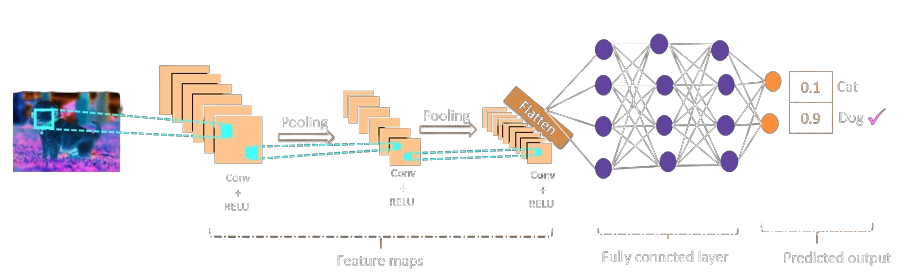 Pooling
Pooling
Flatten
Conv
+
RELU
Conv
+
RELU
Conv
+
RELU
0.1 Cat
0.9 Dog
Feature maps
Fully conncted layer
Predicted output